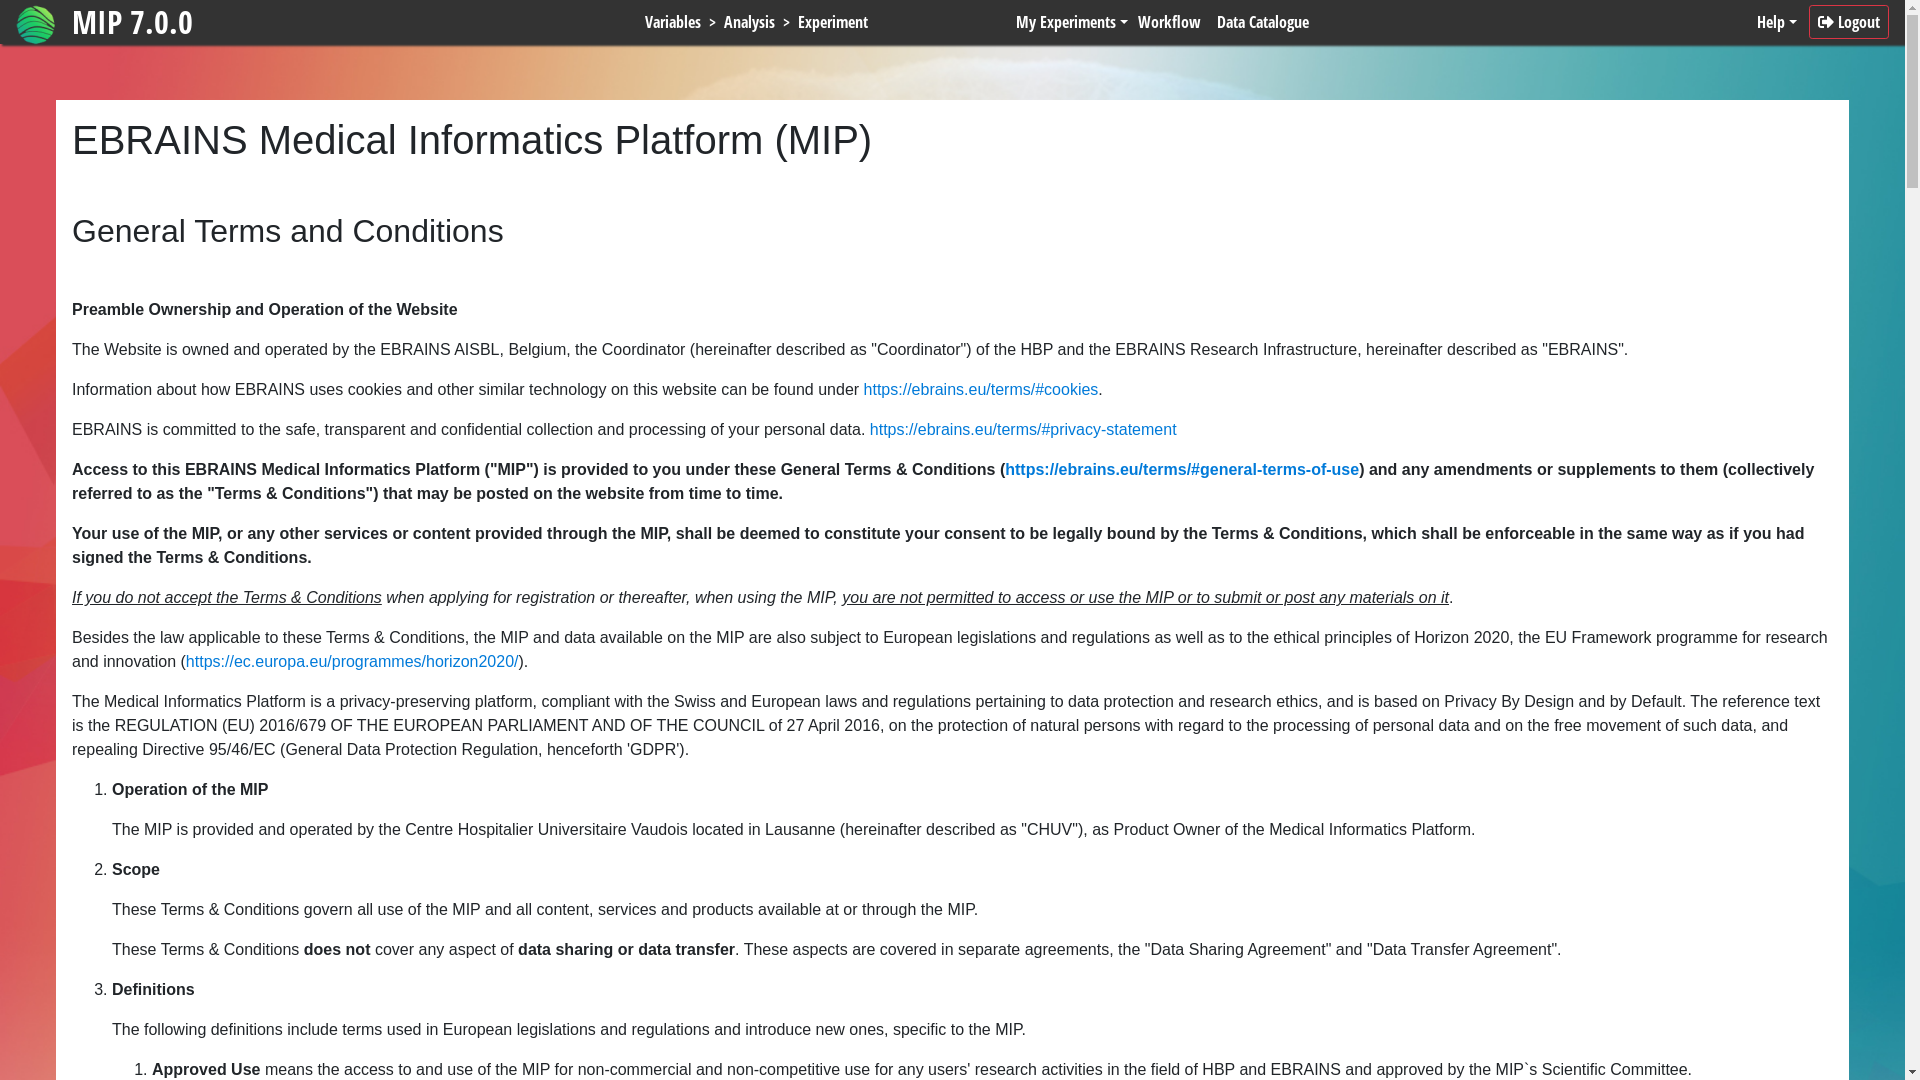 MIP 7.0.0
Variables > Analysis > Experiment
My Experiments Workflow Data Catalogue
Help Logout
EBRAINS Medical Informatics Platform (MIP)
General Terms and Conditions
Preamble Ownership and Operation of the Website
The Website is owned and operated by the EBRAINS AISBL, Belgium, the Coordinator (hereinafter described as "Coordinator") of the HBP and the EBRAINS Research Infrastructure, hereinafter described as "EBRAINS".
Information about how EBRAINS uses cookies and other similar technology on this website can be found under https://ebrains.eu/terms/#cookies.
EBRAINS is committed to the safe, transparent and confidential collection and processing of your personal data. https://ebrains.eu/terms/#privacy-statement
Access to this EBRAINS Medical Informatics Platform ("MIP") is provided to you under these General Terms & Conditions (https://ebrains.eu/terms/#general-terms-of-use) and any amendments or supplements to them (collectively
referred to as the "Terms & Conditions") that may be posted on the website from time to time.
Your use of the MIP, or any other services or content provided through the MIP, shall be deemed to constitute your consent to be legally bound by the Terms & Conditions, which shall be enforceable in the same way as if you had
signed the Terms & Conditions.
If you do not accept the Terms & Conditions when applying for registration or thereafter, when using the MIP, you are not permitted to access or use the MIP or to submit or post any materials on it.
Besides the law applicable to these Terms & Conditions, the MIP and data available on the MIP are also subject to European legislations and regulations as well as to the ethical principles of Horizon 2020, the EU Framework programme for research
and innovation (https://ec.europa.eu/programmes/horizon2020/).
The Medical Informatics Platform is a privacy-preserving platform, compliant with the Swiss and European laws and regulations pertaining to data protection and research ethics, and is based on Privacy By Design and by Default. The reference text
is the REGULATION (EU) 2016/679 OF THE EUROPEAN PARLIAMENT AND OF THE COUNCIL of 27 April 2016, on the protection of natural persons with regard to the processing of personal data and on the free movement of such data, and
repealing Directive 95/46/EC (General Data Protection Regulation, henceforth 'GDPR').
1. Operation of the MIP
The MIP is provided and operated by the Centre Hospitalier Universitaire Vaudois located in Lausanne (hereinafter described as "CHUV"), as Product Owner of the Medical Informatics Platform.
2. Scope
These Terms & Conditions govern all use of the MIP and all content, services and products available at or through the MIP.
These Terms & Conditions does not cover any aspect of data sharing or data transfer. These aspects are covered in separate agreements, the "Data Sharing Agreement" and "Data Transfer Agreement".
3. Definitions
The following definitions include terms used in European legislations and regulations and introduce new ones, specific to the MIP.
1. Approved Use means the access to and use of the MIP for non-commercial and non-competitive use for any users' research activities in the field of HBP and EBRAINS and approved by the MIP`s Scientific Committee.